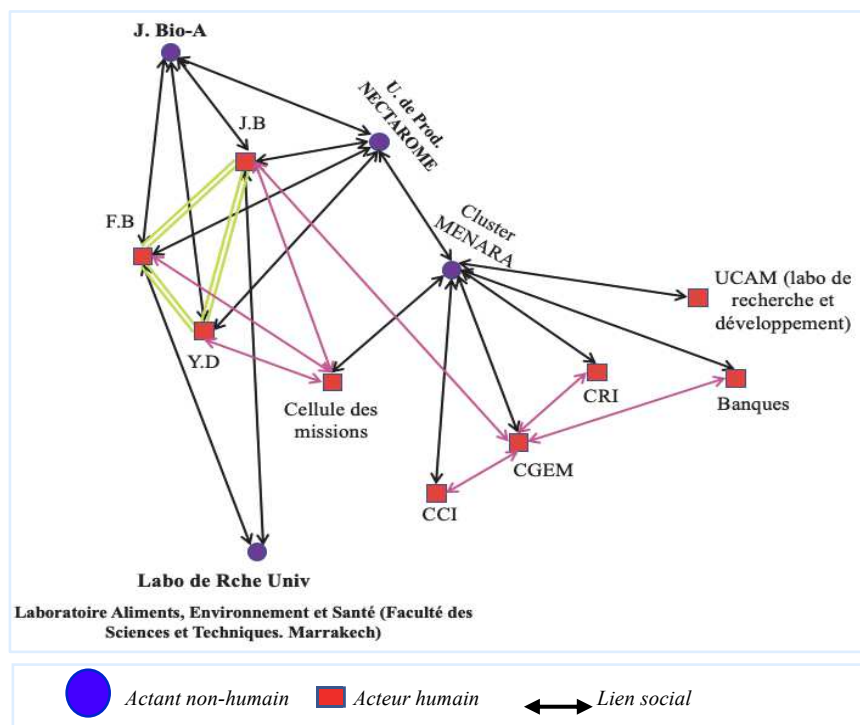 J. Bio-A
U. de Prod.
NECTAROME
J.B
F.B
Cluster
MENARA
UCAM (labo de
recherche et
développement)
Y.D
Cellule des
missions
CRI
Banques
CGEM
CCI
Labo de Rche Univ
Laboratoire Aliments, Environnement et Santé (Faculté des
Sciences et Techniques. Marrakech)
Actant non-humain
Acteur humain
Lien social